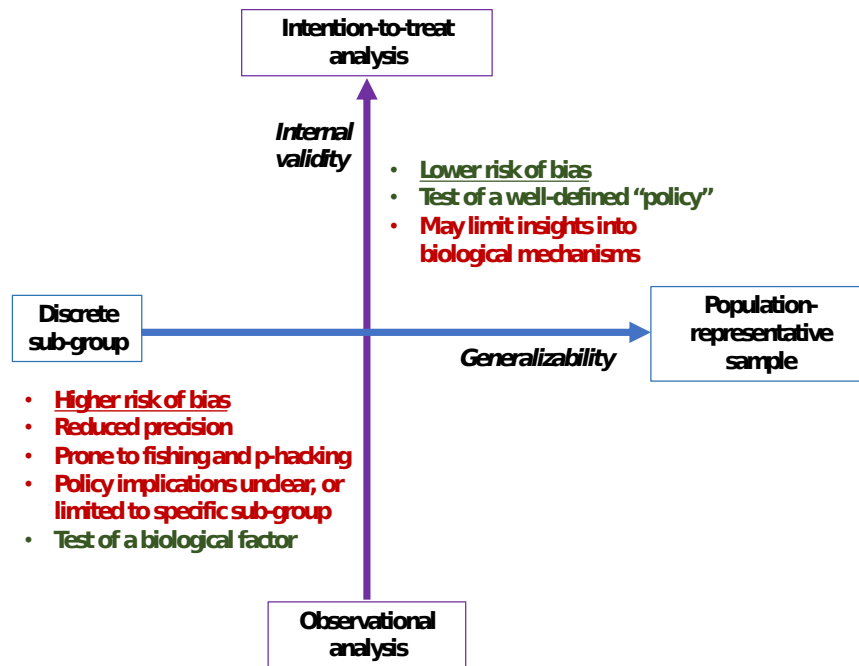 Intention-to-treat
analysis
Internal
validity
• Lower risk of bias
• Test of a well-defined “policy”
• May limit insights into
biological mechanisms
Discrete
sub-group
Generalizability
Population-
representative
sample
• Higher risk of bias
• Reduced precision
• Prone to fishing and p-hacking
• Policy implications unclear, or
limited to specific sub-group
• Test of a biological factor
Observational
analysis